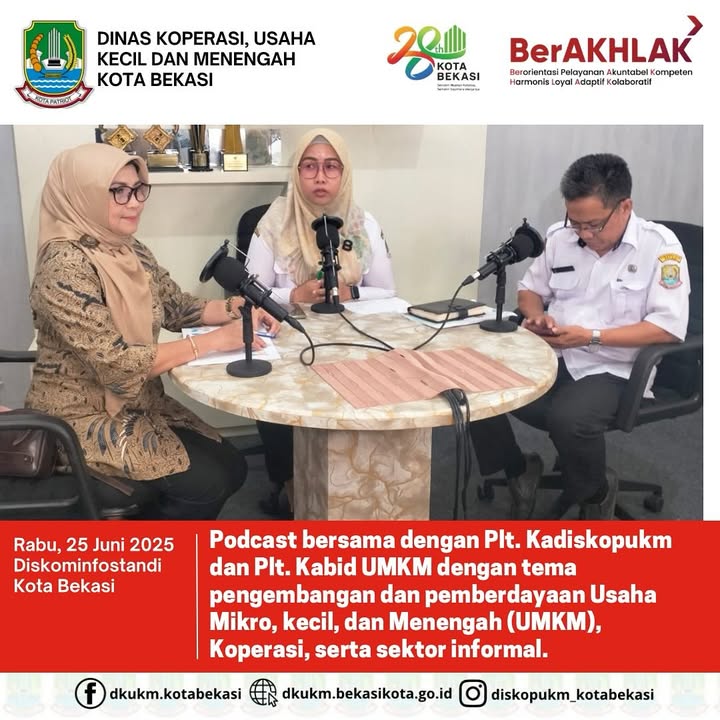 DINAS KOPERASI, USAHA
KECIL DAN MENENGAH
KOTA BEKASI
KOTA PATRIOT
28th
KOTA
BEKASI
BerAKHLAK
Berorientasi Pelayanan Akuntabel Kompeten
Harmonis Loyal Adaptif Kolaboratif
Rabu, 25 Juni 2025
Diskominfostandi
Kota Bekasi
Podcast bersama dengan Plt. Kadiskopukm
dan Plt. Kabid UMKM dengan tema
pengembangan dan pemberdayaan Usaha
Mikro, kecil, dan Menengah (UMKM),
Koperasi, serta sektor informal.
dkukm.kotabekasi
dkukm.bekasikota.go.id
diskopukm_kotabekasi